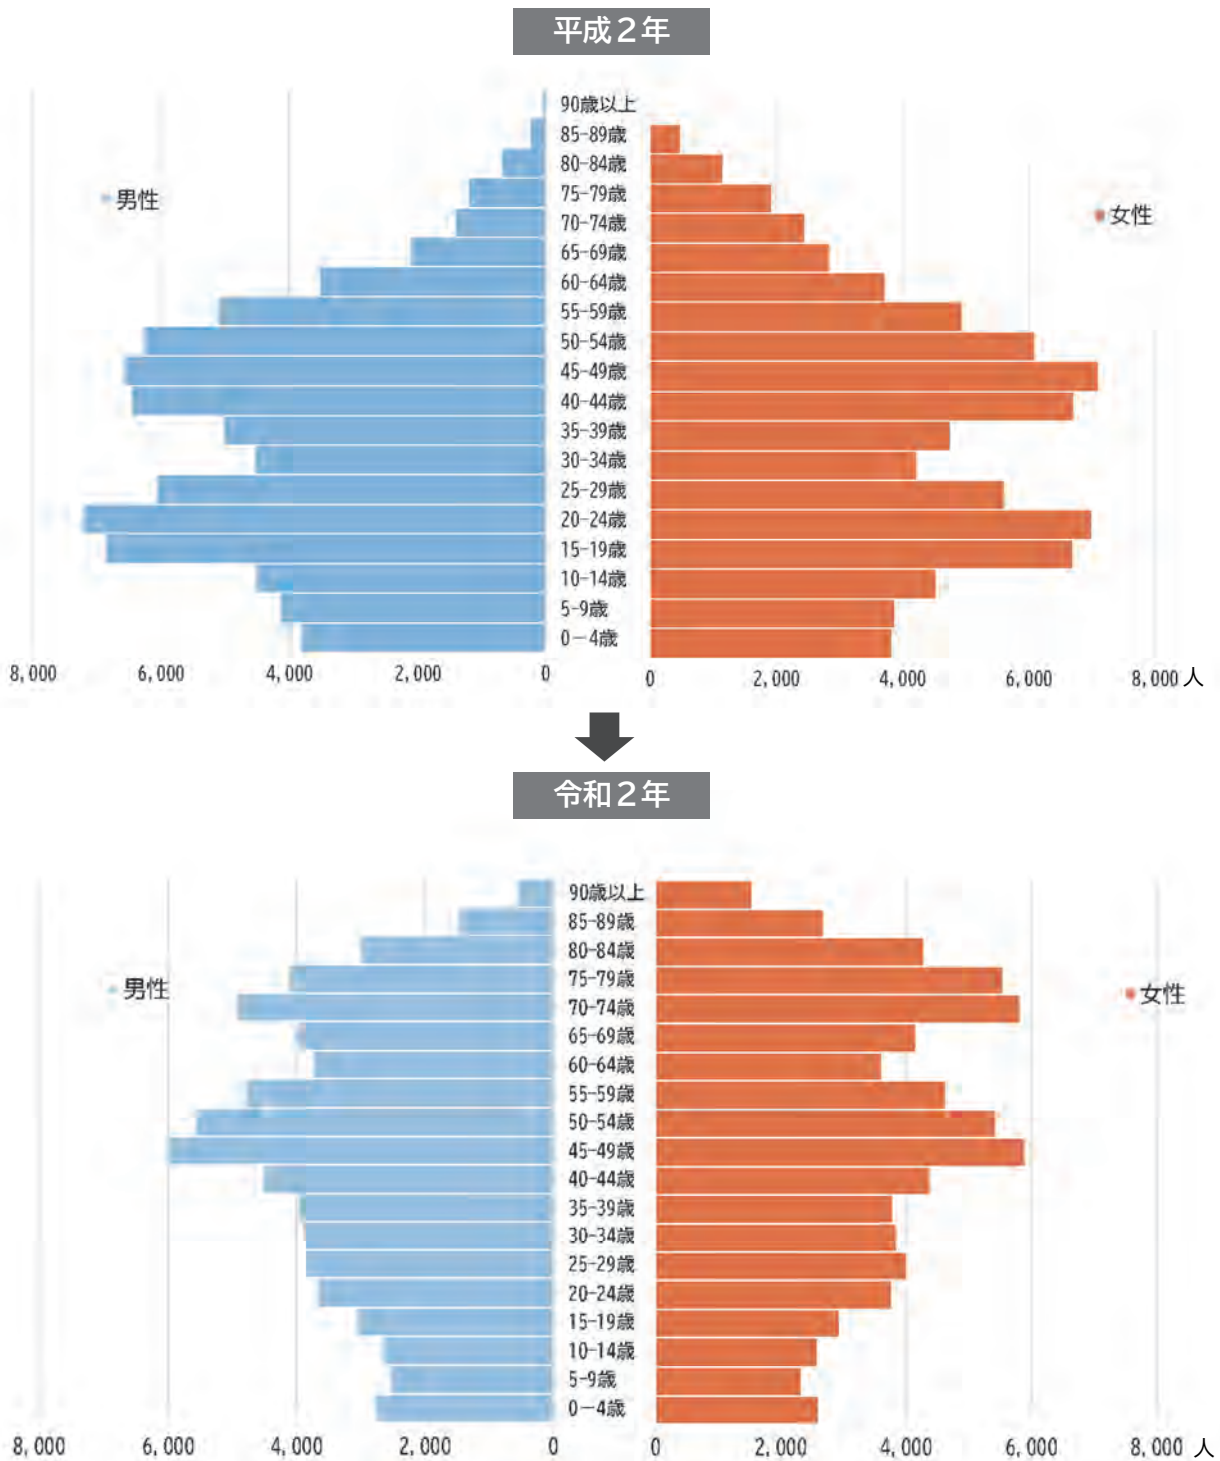 平成2年
90歳以上
85-89歳
80-84歳
75-79歳
男性
女性
70-74歳
65-69歳
60-64歳
55-59歳
50-54歳
45-49歳
40-44歳
35-39歳
30-34歳
25-29歳
20-24歳
15-19歳
10-14歳
5-9歳
0-4歳
8,000 6,000 4,000 2,000 0 0 2,000 4,000 6,000 8,000 人
令和2年
90歳以上
85-89歳
80-84歳
75-79歳
男性
女性
70-74歳
65-69歳
60-64歳
55-59歳
50-54歳
45-49歳
40-44歳
35-39歳
30-34歳
25-29歳
20-24歳
15-19歳
10-14歳
5-9歳
0-4歳
8,000 6,000 4,000 2,000 0 0 2,000 4,000 6,000 8,000 人